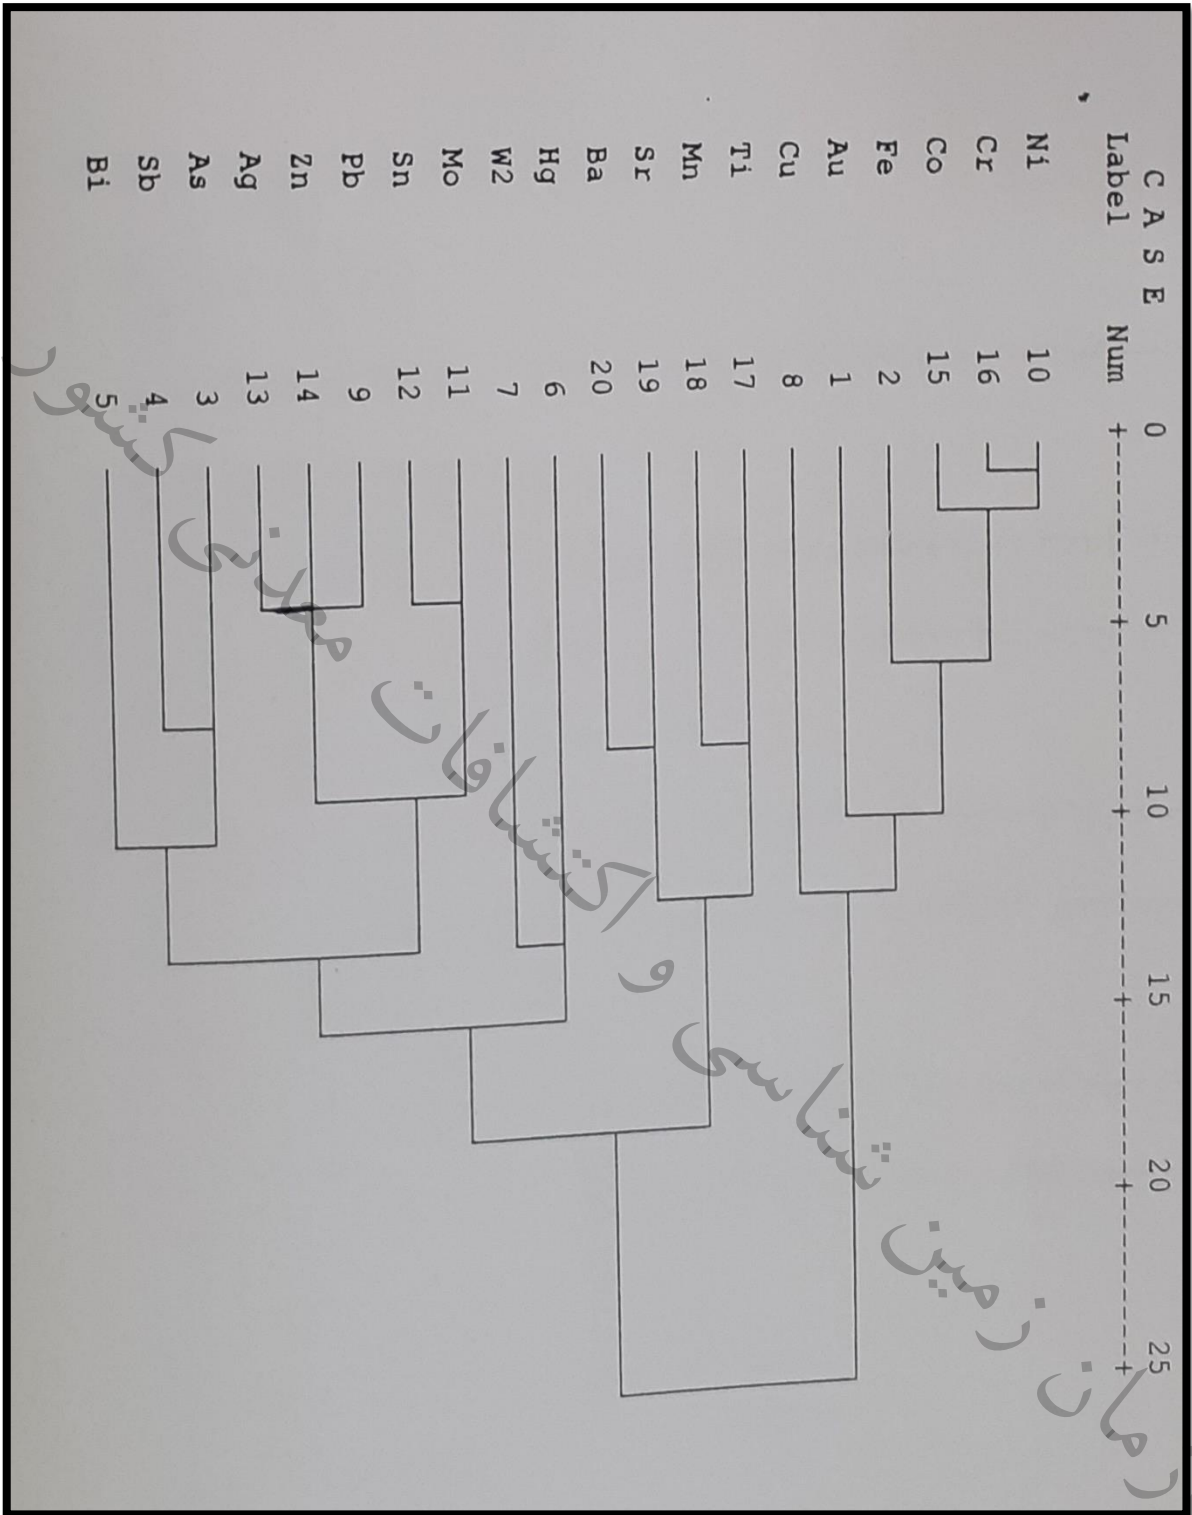 C A S E 0 5 10 15 20 25
Label Num +---------+---------+---------+---------+---------+
Ni 10
Cr 16
Co 15
Fe 2
Au 1
Cu 8
Ti 17
Mn 18
Sr 19
Ba 20
Hg 6
W2 7
Mo 11
Sn 12
Pb 9
Zn 14
Ag 13
As 3
Sb 4
Bi 5
زمین شناسی و اکتشافات معدنی کشور